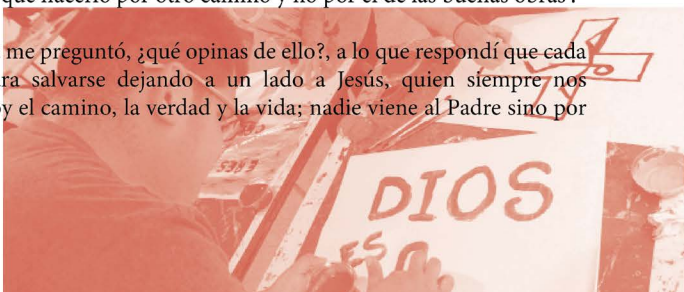 que hacerlo por otro camino y no por el de las buenas obras?
me preguntó, ¿qué opinas de ello?, a lo que respondí que cada
ra salvarse dejando a un lado a Jesús, quien siempre nos
y el camino, la verdad y la vida; nadie viene al Padre sino por
DIOS
ES